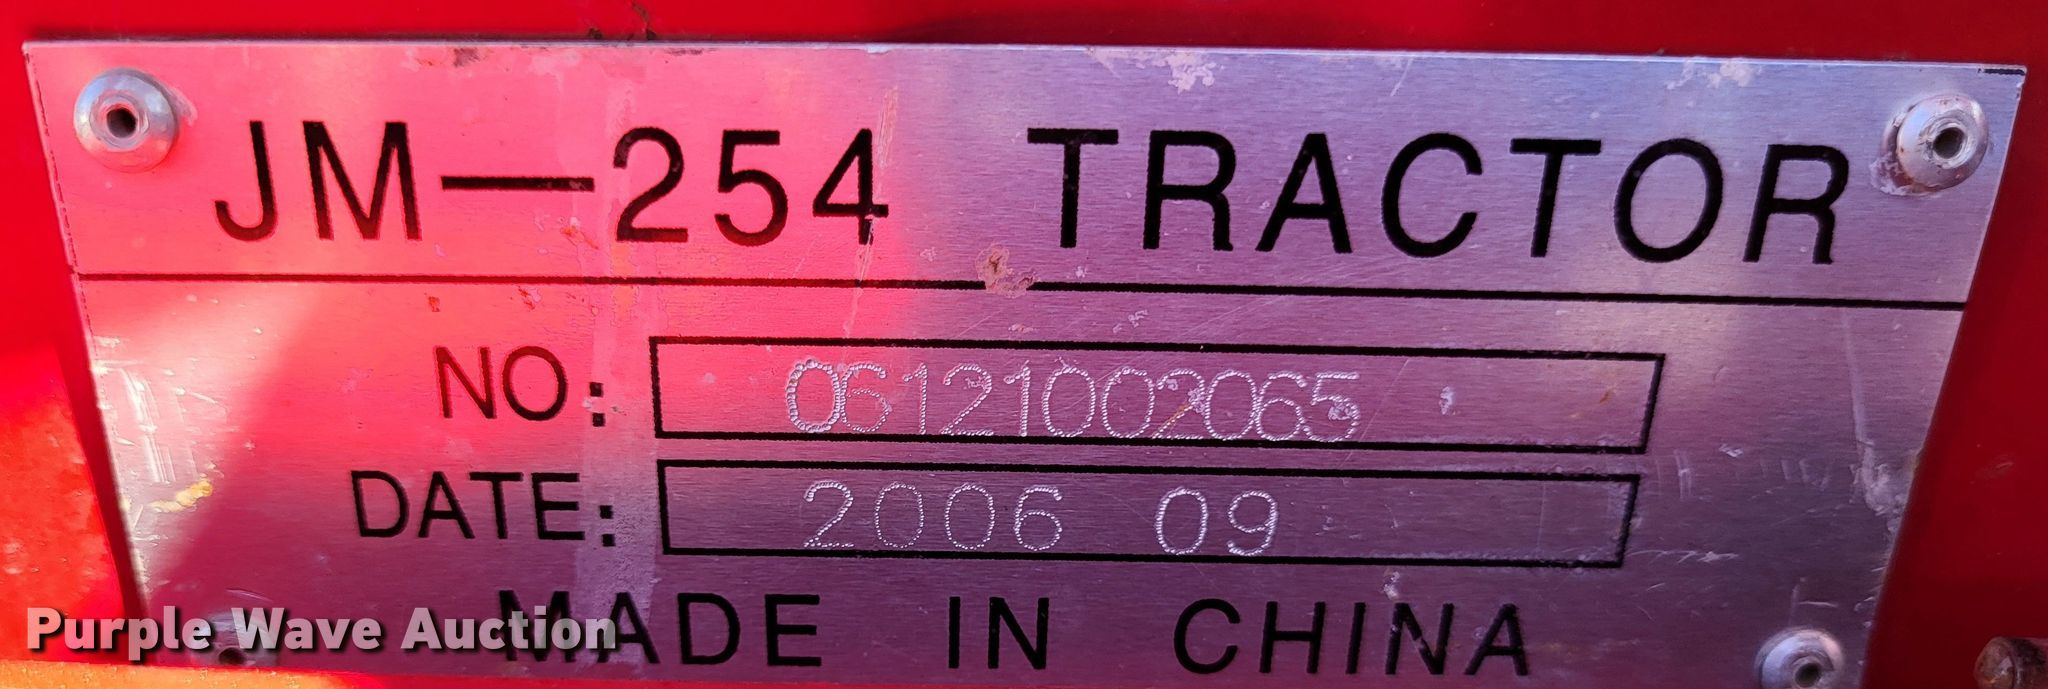 JM—254 TRACTOR
NO: 06121002065
DATE: 2006 09
MADE IN CHINA
Purple Wave Auction